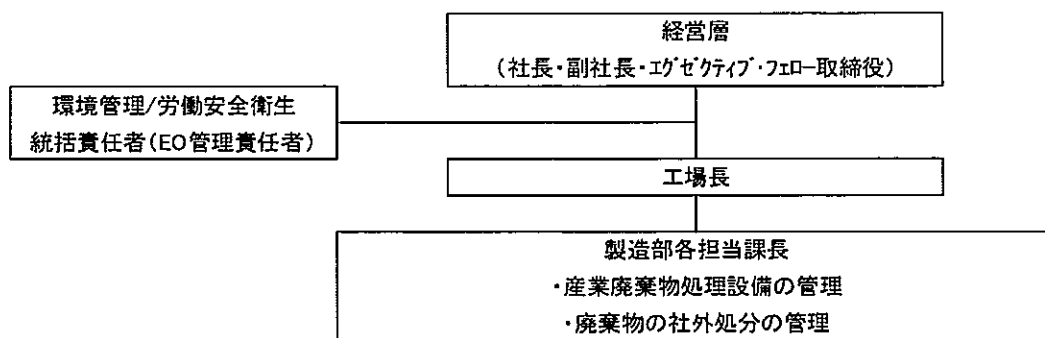 経営層
(社長・副社長・エグゼクティブ・フェロー取締役)
環境管理/労働安全衛生
統括責任者(EO管理責任者)
工場長
製造部各担当課長
・産業廃棄物処理設備の管理
・廃棄物の社外処分の管理